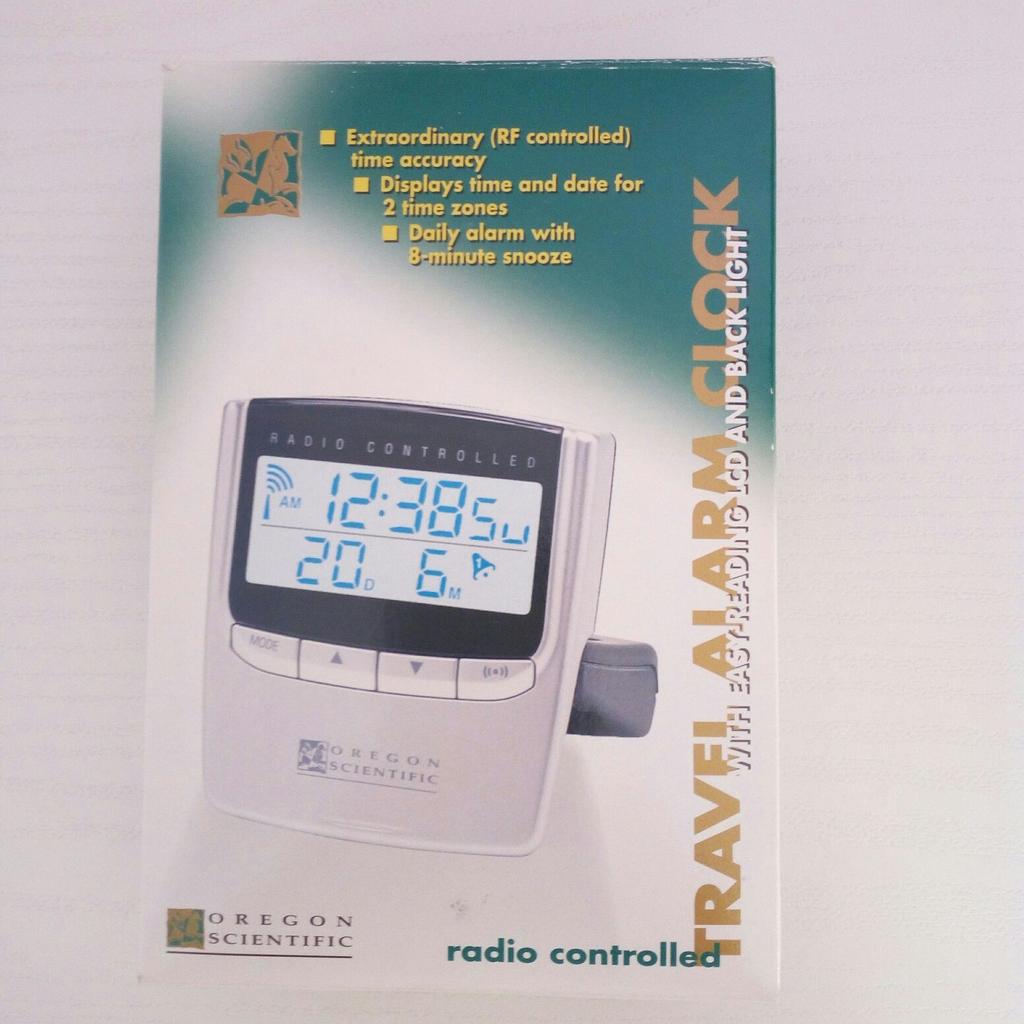 ■ Extraordinary (RF controlled)
time accuracy
■ Displays time and date for
2 time zones
■ Daily alarm with
8-minute snooze
TRAVEL ALARM CLOCK
WITH EASY-READING LCD AND BACK LIGHT
RADIO CONTROLLED
AM 12:38 Su
20 D 6 M
MODE ▲ ▼ ((•))
OREGON
SCIENTIFIC
OREGON
SCIENTIFIC
radio controlled